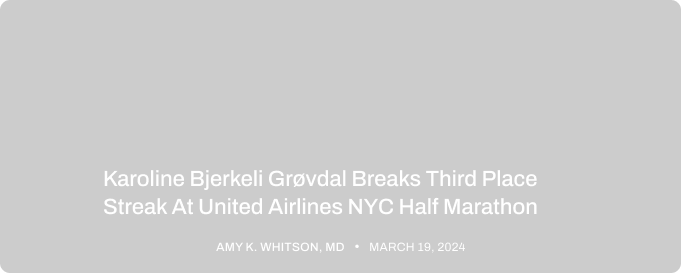 Karoline Bjerkeli Grøvdal Breaks Third Place
Streak At United Airlines NYC Half Marathon
AMY K. WHITSON, MD • MARCH 19, 2024